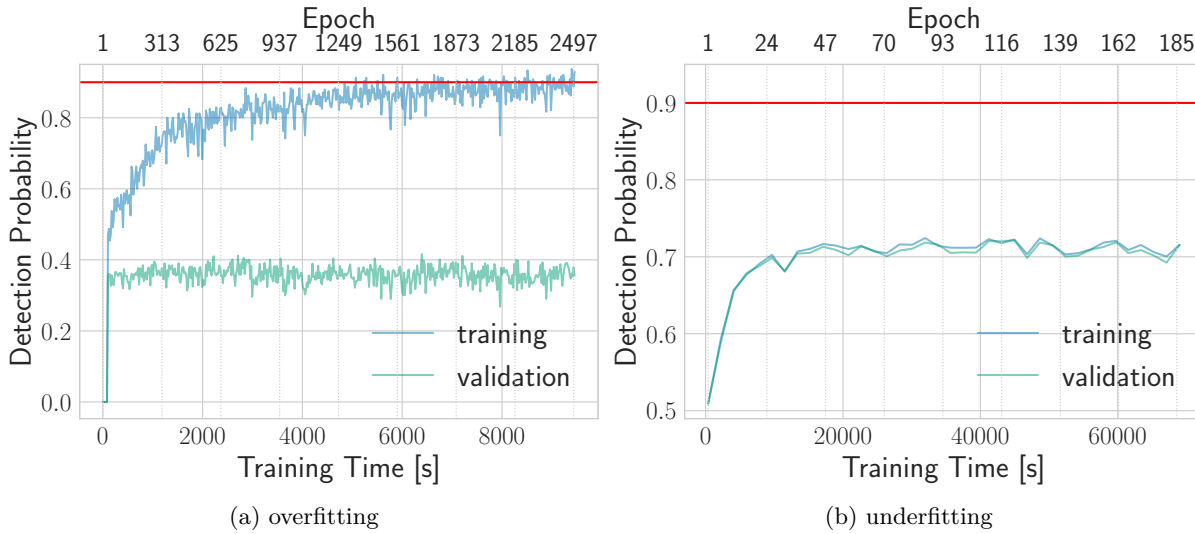 Epoch
1 313 625 937 1249 1561 1873 2185 2497
Detection Probability
0.8
0.6
0.4
0.2
0.0
training
validation
0 2000 4000 6000 8000
Training Time [s]
(a) overfitting
Epoch
1 24 47 70 93 116 139 162 185
Detection Probability
0.9
0.8
0.7
0.6
0.5
training
validation
0 20000 40000 60000
Training Time [s]
(b) underfitting